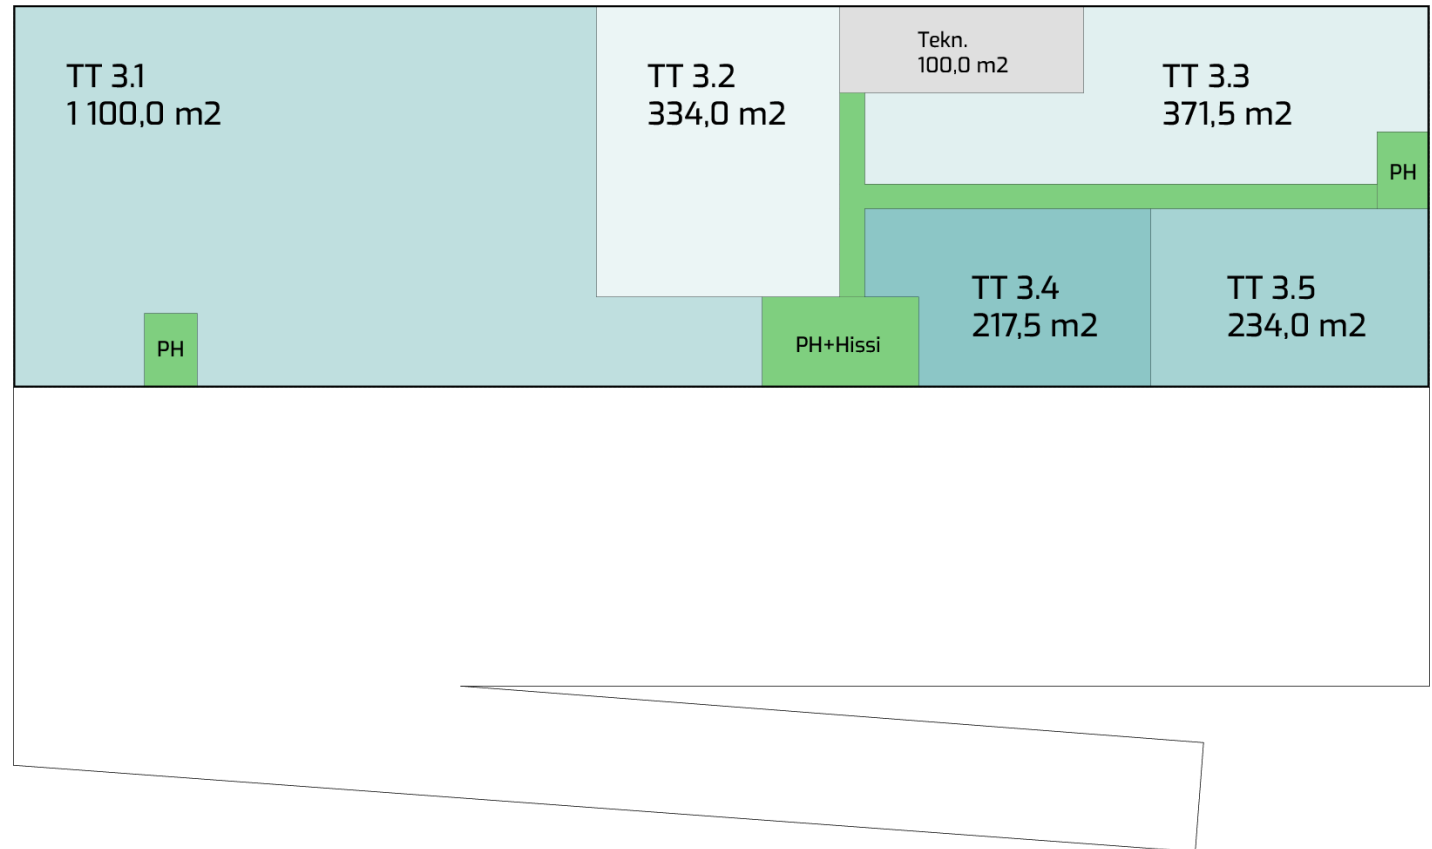 TT 3.1
1 100,0 m2
TT 3.2
334,0 m2
Tekn.
100,0 m2
TT 3.3
371,5 m2
PH
TT 3.4
217,5 m2
TT 3.5
234,0 m2
PH+Hissi
PH